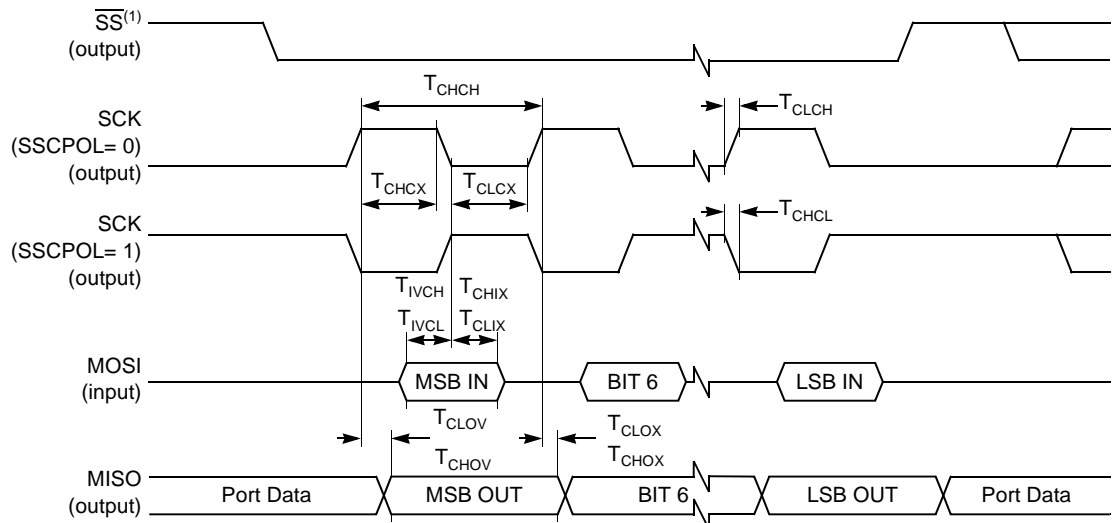 SS(1)
(output)
SCK
(SSCPOL= 0)
(output)
TCHCH
TCLCH
TCHCX
TCLCX
SCK
(SSCPOL= 1)
(output)
TCHCL
TIVCH
TCHIX
TIVCL
TCLIX
MOSI
(input)
MSB IN
BIT 6
LSB IN
TCLOV
TCLOX
TCHOV
TCHOX
MISO
(output)
Port Data
MSB OUT
BIT 6
LSB OUT
Port Data